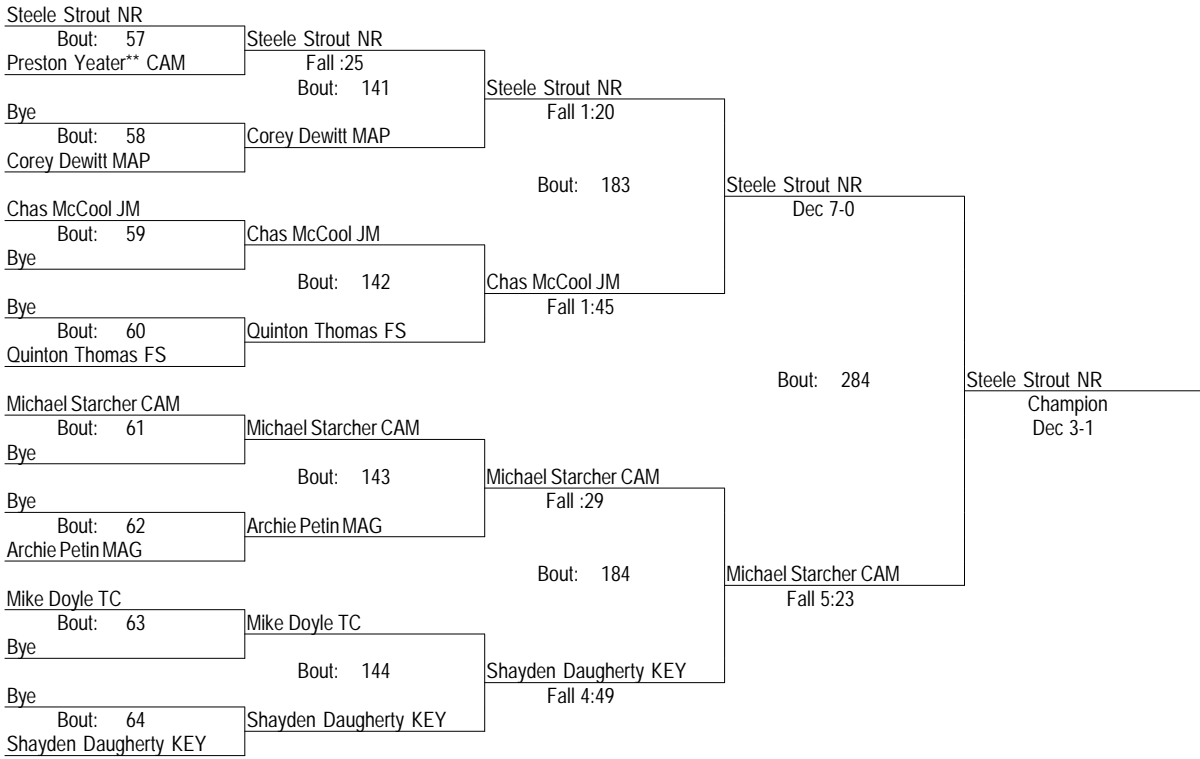 Steele Strout NR
Bout: 57
Preston Yeater** CAM
Bye
Bout: 58
Corey Dewitt MAP
Chas McCool JM
Bout: 59
Bye
Bye
Bout: 60
Quinton Thomas FS
Michael Starcher CAM
Bout: 61
Bye
Bye
Bout: 62
Archie Petin MAG
Mike Doyle TC
Bout: 63
Bye
Bye
Bout: 64
Shayden Daugherty KEY
Steele Strout NR
Fall :25
Bout: 141
Corey Dewitt MAP
Chas McCool JM
Bout: 142
Quinton Thomas FS
Michael Starcher CAM
Bout: 143
Archie Petin MAG
Mike Doyle TC
Bout: 144
Shayden Daugherty KEY
Steele Strout NR
Fall 1:20
Bout: 183
Chas McCool JM
Fall 1:45
Michael Starcher CAM
Fall :29
Bout: 184
Shayden Daugherty KEY
Fall 4:49
Steele Strout NR
Dec 7-0
Bout: 284
Michael Starcher CAM
Fall 5:23
Steele Strout NR
Champion
Dec 3-1